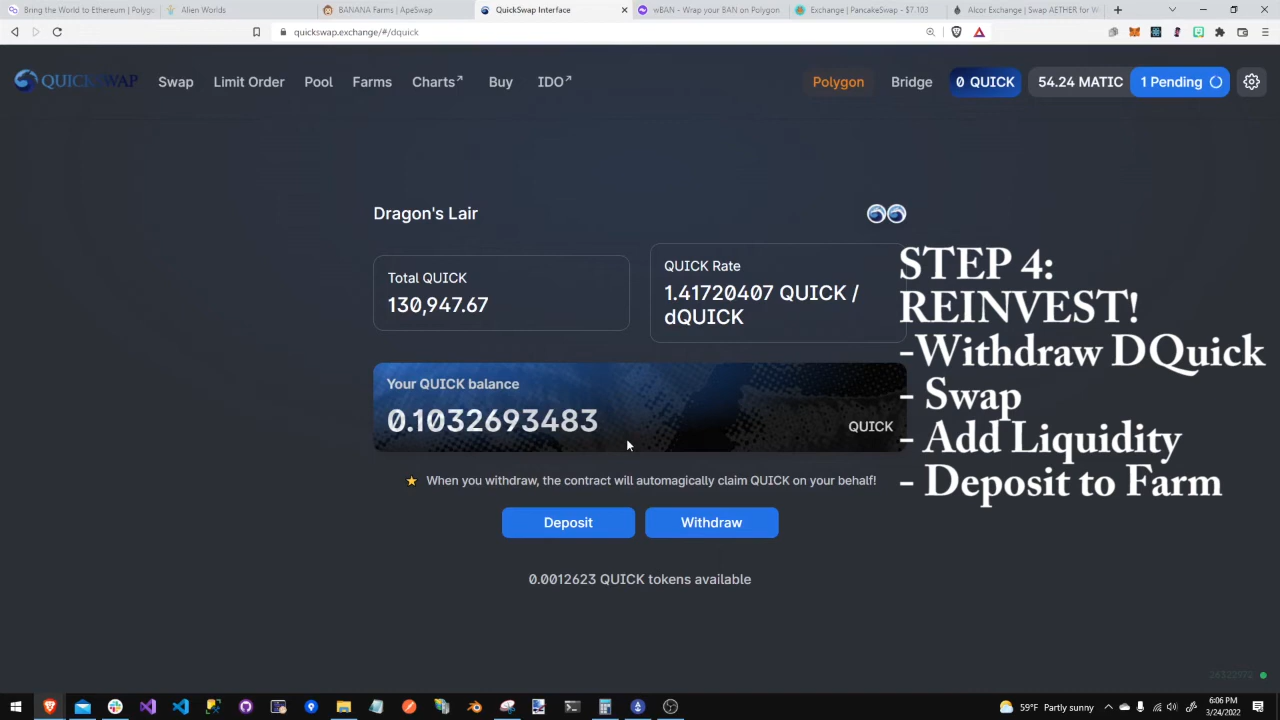 Bring the World to Ethereum | Polygo
Alien Worlds
BANANA Farms | ApeSwap
QuickSwap Interface
wBAN - Wrap your BAN on Polygon
Exchange | PancakeSwap - $7.103
Alcor Exchange | Swap AETHER for W
quickswap.exchange/#/dquick
QUICKSWAP
Swap
Limit Order
Pool
Farms
Charts↗
Buy
IDO↗
Polygon
Bridge
0 QUICK
54.24 MATIC
1 Pending
Dragon's Lair
Total QUICK
130,947.67
QUICK Rate
1.41720407 QUICK /
dQUICK
STEP 4:
REINVEST!
-Withdraw DQuick
- Swap
- Add Liquidity
- Deposit to Farm
Your QUICK balance
0.1032693483
QUICK
When you withdraw, the contract will automagically claim QUICK on your behalf!
Deposit
Withdraw
0.0012623 QUICK tokens available
26322972
59°F Partly sunny
6:06 PM
3/24/2022